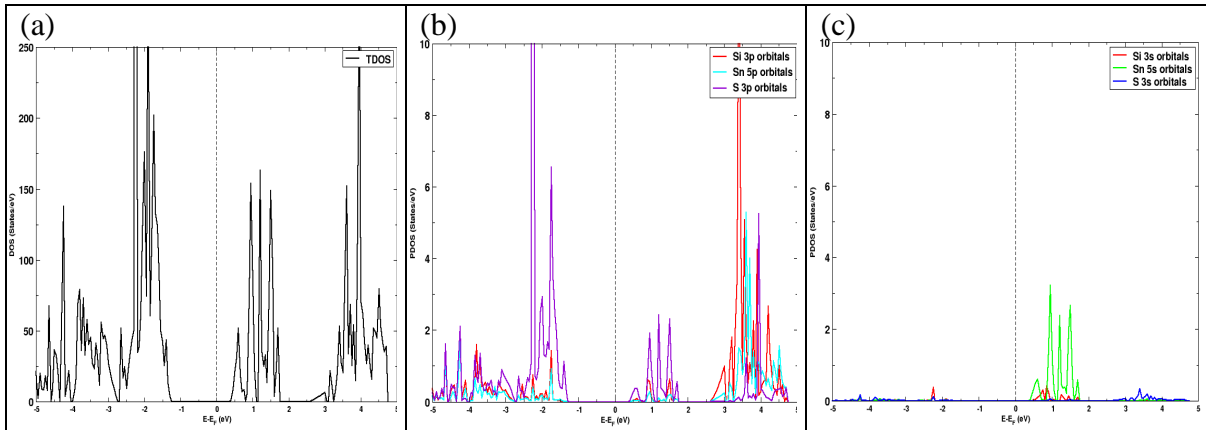 (a)
250
200
150
100
50
0
DOS (States/eV)
-5 -4 -3 -2 -1 0 1 2 3 4 5
E-E_F (eV)
TDOS
(b)
10
8
6
4
2
0
PDOS (States/eV)
-5 -4 -3 -2 -1 0 1 2 3 4 5
E-E_F (eV)
Si 3p orbitals
Sn 5p orbitals
S 3p orbitals
(c)
10
8
6
4
2
0
PDOS (States/eV)
-5 -4 -3 -2 -1 0 1 2 3 4 5
E-E_F (eV)
Si 3s orbitals
Sn 5s orbitals
S 3s orbitals